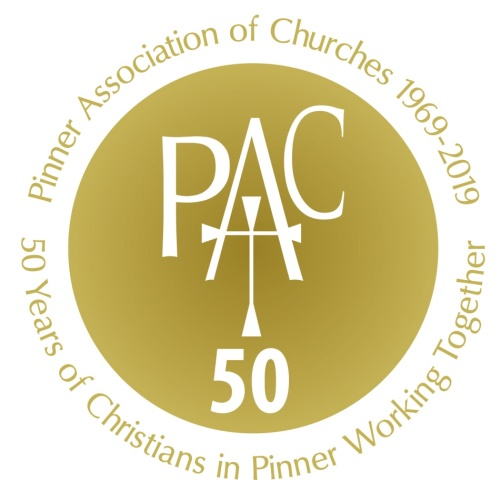 Pinner Association of Churches 1969-2019
PAC
50
50 Years of Christians in Pinner Working Together